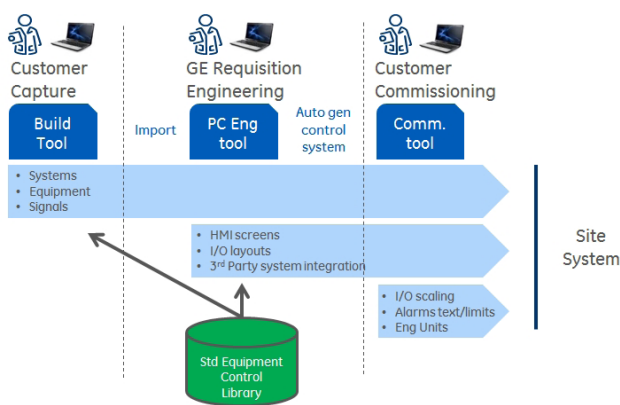 Customer
Capture
GE Requisition
Engineering
Customer
Commissioning
Build
Tool
Import
PC Eng
tool
Auto gen
control
system
Comm.
tool
• Systems
• Equipment
• Signals
• HMI screens
• I/O layouts
• 3rd Party system integration
• I/O scaling
• Alarms text/limits
• Eng Units
Site
System
Std Equipment
Control
Library